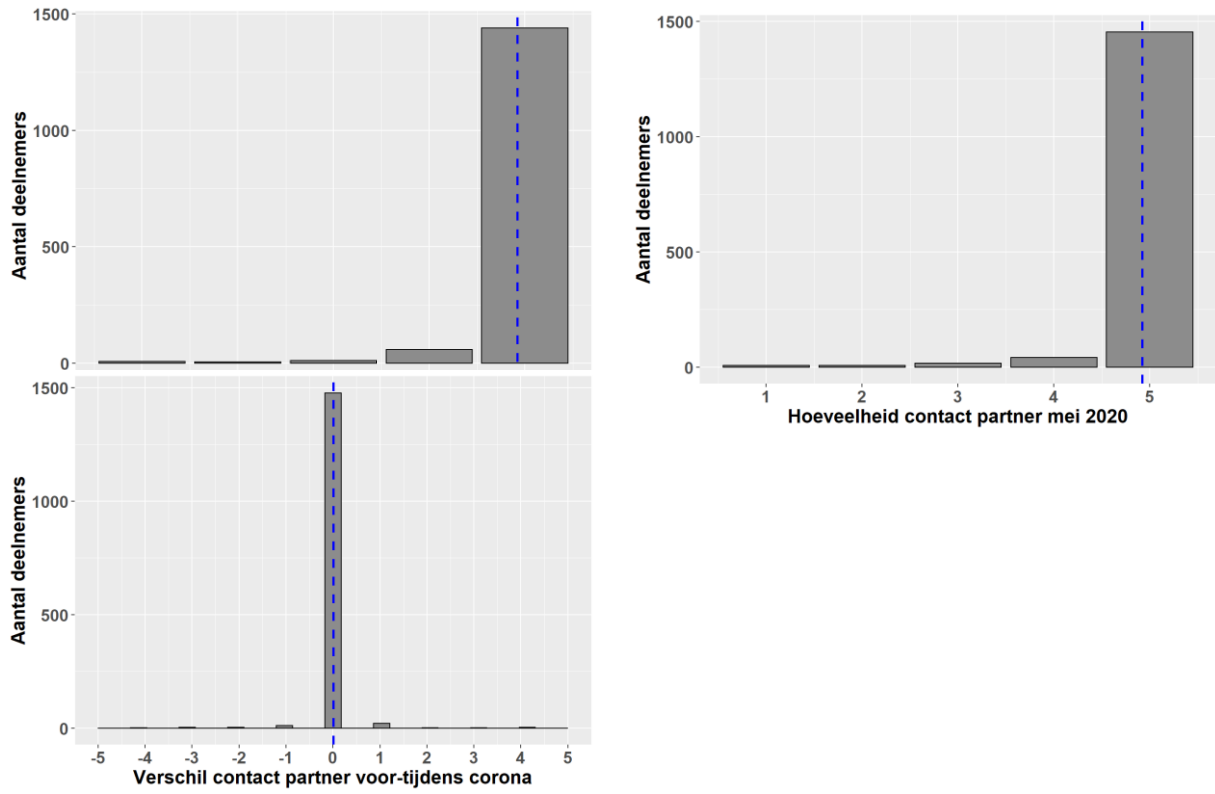 1500
1000
500
0
Aantal deelnemers
1500
1000
500
0
Aantal deelnemers
1 2 3 4 5
Hoeveelheid contact partner mei 2020
1500
1000
500
0
Aantal deelnemers
-5 -4 -3 -2 -1 0 1 2 3 4 5
Verschil contact partner voor-tijdens corona